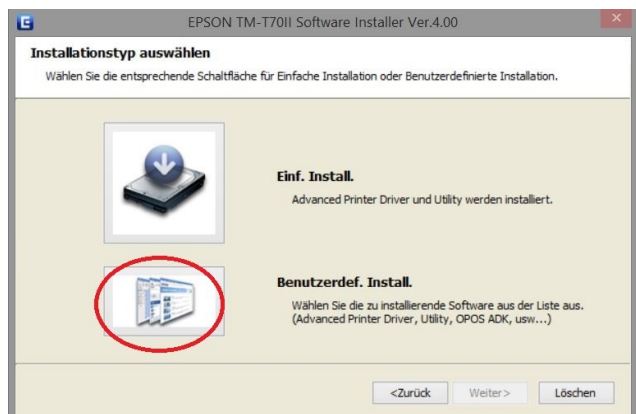 EPSON TM-T70II Software Installer Ver.4.00
Installationstyp auswählen
Wählen Sie die entsprechende Schaltfläche für Einfache Installation oder Benutzerdefinierte Installation.
Einf. Install.
Advanced Printer Driver und Utility werden installiert.
Benutzerdef. Install.
Wählen Sie die zu installierende Software aus der Liste aus.
(Advanced Printer Driver, Utility, OPOS ADK, usw...)
<Zurück Weiter> Löschen